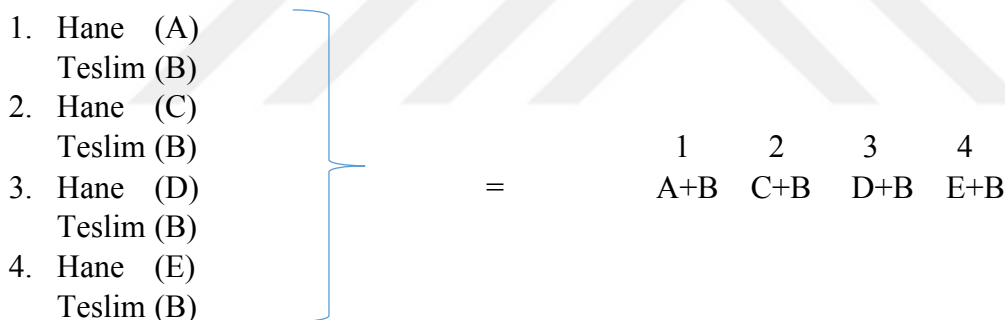 1. Hane (A)
Teslim (B)
2. Hane (C)
Teslim (B)
3. Hane (D)
Teslim (B)
4. Hane (E)
Teslim (B)
=
1 2 3 4
A+B C+B D+B E+B